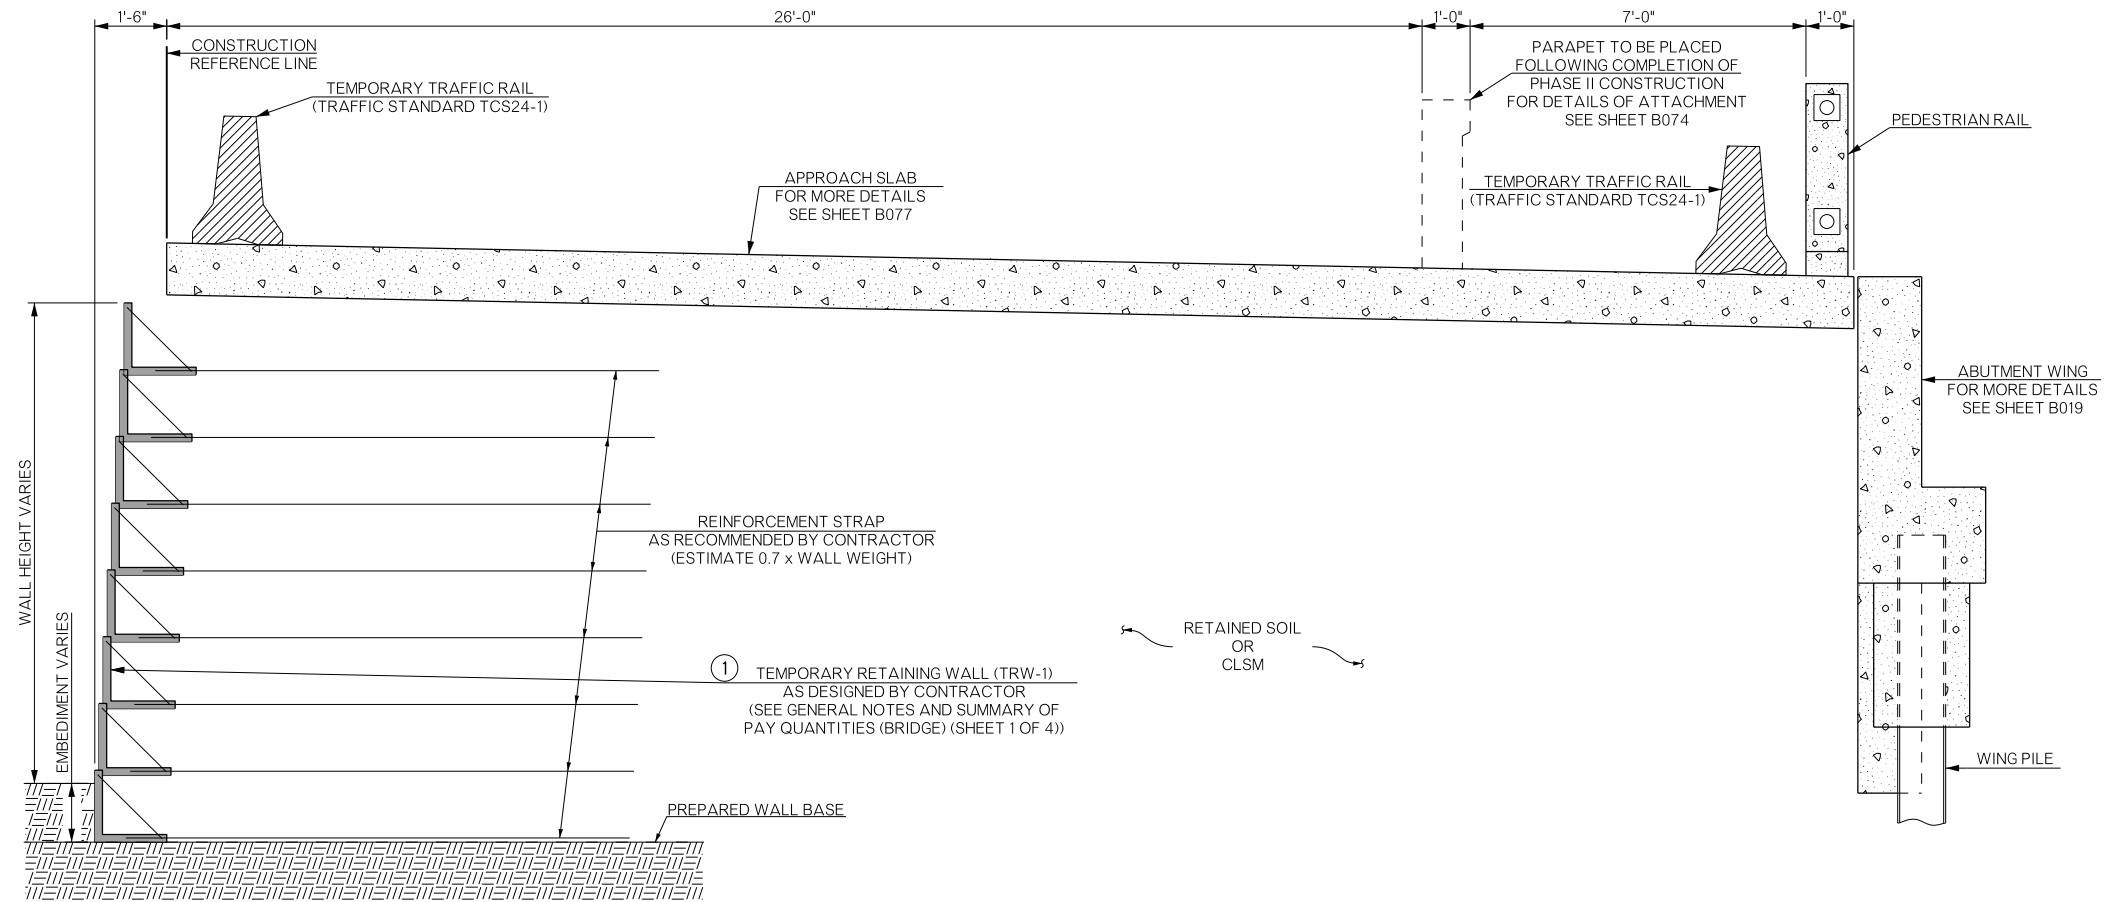 1'-6"
26'-0"
1'-0"
7'-0"
1'-0"
CONSTRUCTION
REFERENCE LINE
TEMPORARY TRAFFIC RAIL
(TRAFFIC STANDARD TCS24-1)
PARAPET TO BE PLACED
FOLLOWING COMPLETION OF
PHASE II CONSTRUCTION
FOR DETAILS OF ATTACHMENT
SEE SHEET B074
PEDESTRIAN RAIL
APPROACH SLAB
FOR MORE DETAILS
SEE SHEET B077
TEMPORARY TRAFFIC RAIL
(TRAFFIC STANDARD TCS24-1)
ABUTMENT WING
FOR MORE DETAILS
SEE SHEET B019
WALL HEIGHT VARIES
EMBEDIMENT VARIES
REINFORCEMENT STRAP
AS RECOMMENDED BY CONTRACTOR
(ESTIMATE 0.7 x WALL WEIGHT)
RETAINED SOIL
OR
CLSM
1
TEMPORARY RETAINING WALL (TRW-1)
AS DESIGNED BY CONTRACTOR
(SEE GENERAL NOTES AND SUMMARY OF
PAY QUANTITIES (BRIDGE) (SHEET 1 OF 4))
WING PILE
PREPARED WALL BASE